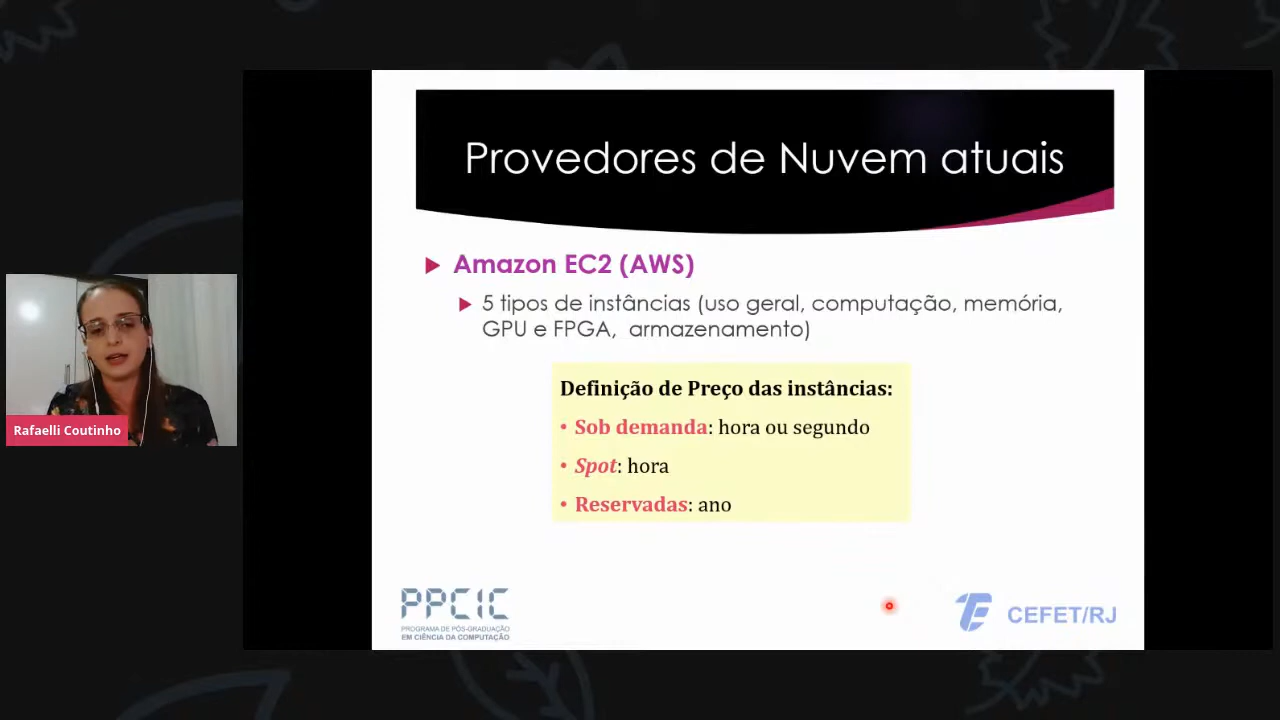 Provedores de Nuvem atuais
Amazon EC2 (AWS)
5 tipos de instâncias (uso geral, computação, memória,
GPU e FPGA, armazenamento)
Definição de Preço das instâncias:
• Sob demanda: hora ou segundo
• Spot: hora
• Reservadas: ano
Rafaelli Coutinho
PPCIC
PROGRAMA DE PÓS-GRADUAÇÃO
EM CIÊNCIA DA COMPUTAÇÃO
CEFET/RJ